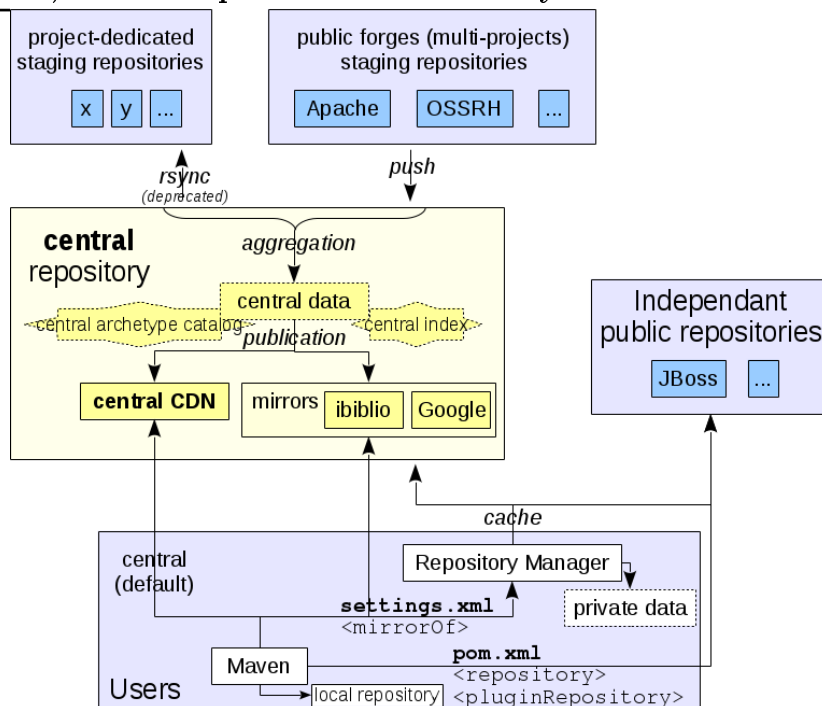 project-dedicated
staging repositories
x y ...
public forges (multi-projects)
staging repositories
Apache OSSRH ...
rsync
(deprecated)
push
central
repository
aggregation
central data
central archetype catalog
central index
publication
central CDN
mirrors ibiblio Google
Independant
public repositories
JBoss ...
cache
central
(default)
Repository Manager
private data
settings.xml
<mirrorOf>
Maven
pom.xml
<repository>
<pluginRepository>
local repository
Users